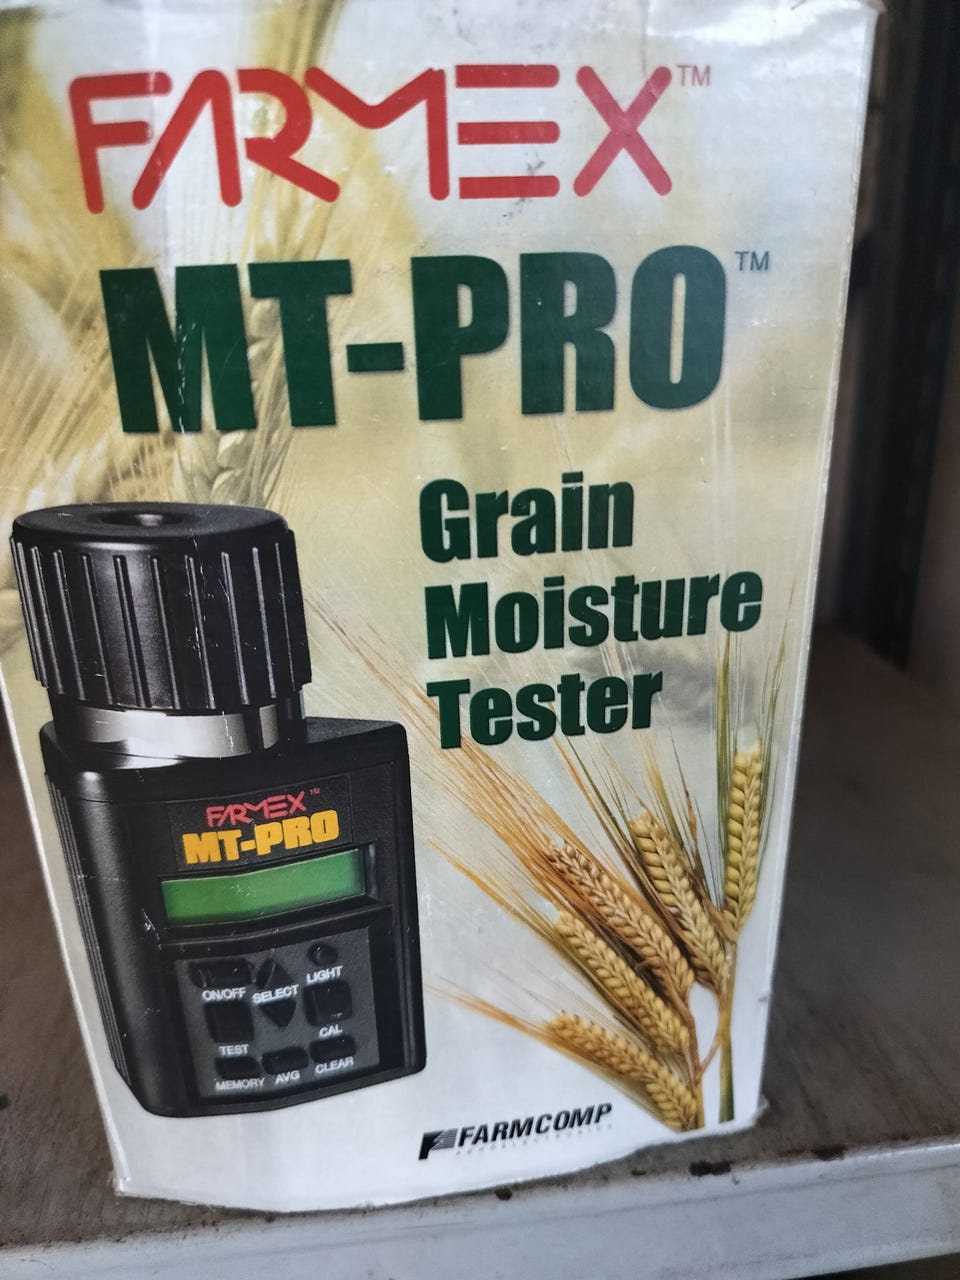 FARMEX™
MT-PRO™
Grain
Moisture
Tester
FARMEX™
MT-PRO
ON/OFF SELECT LIGHT
TEST CAL
MEMORY AVG CLEAR
FARMCOMP